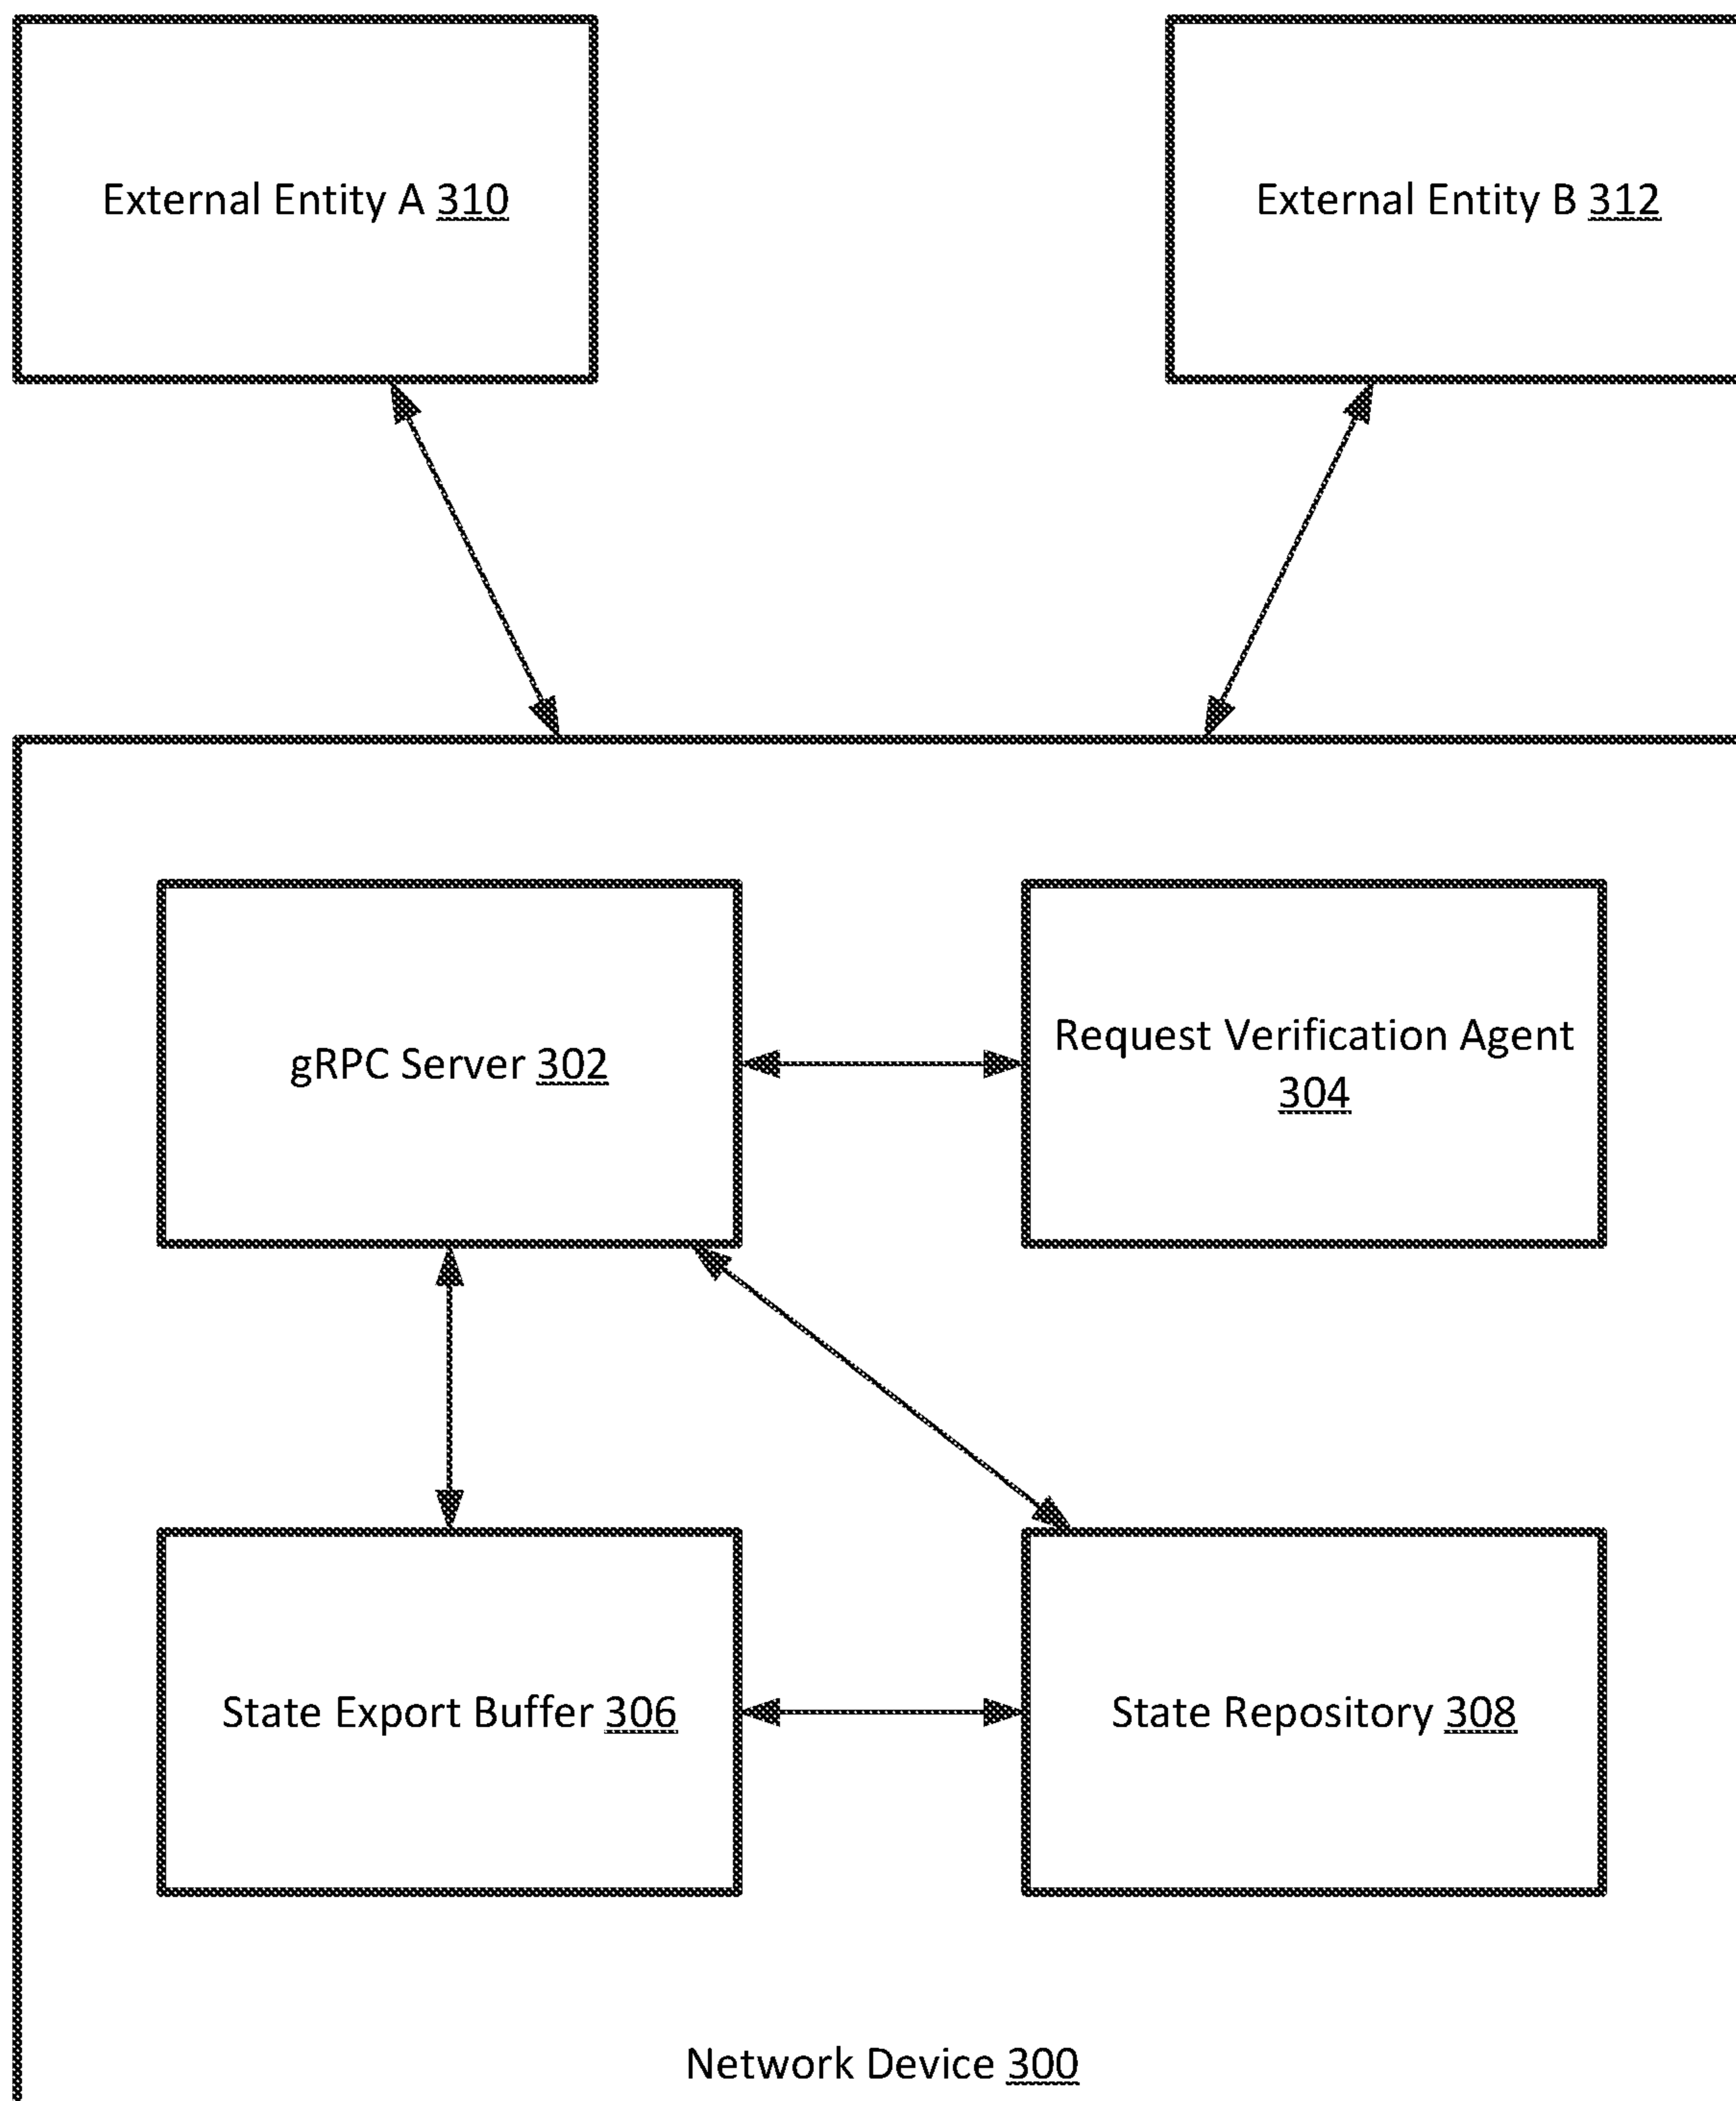 External Entity A 310
External Entity B 312
gRPC Server 302
Request Verification Agent
304
State Export Buffer 306
State Repository 308
Network Device 300